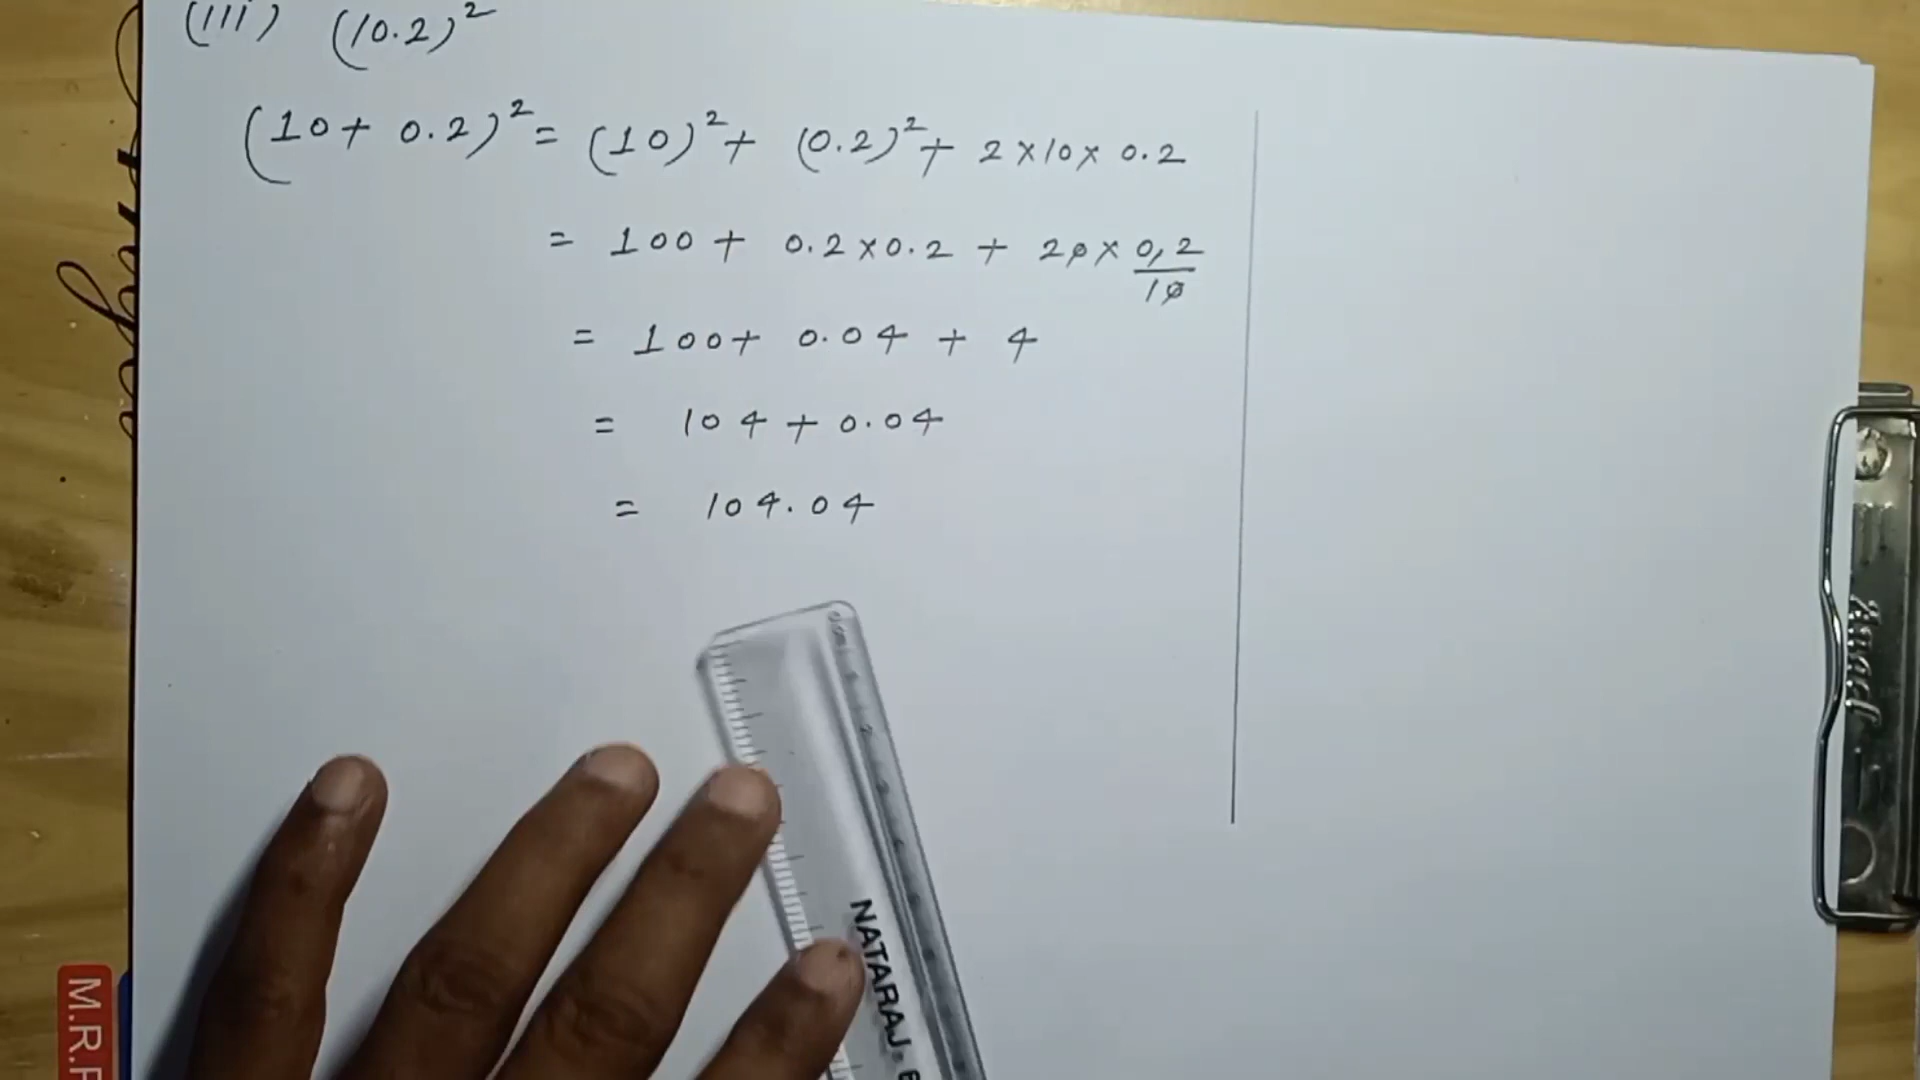 (iii) (10.2)²
(10 + 0.2)² = (10)² + (0.2)² + 2 × 10 × 0.2
= 100 + 0.2 × 0.2 + 20 × 0,2/10
= 100 + 0.04 + 4
= 104 + 0.04
= 104.04
NATARAJ
M.R.